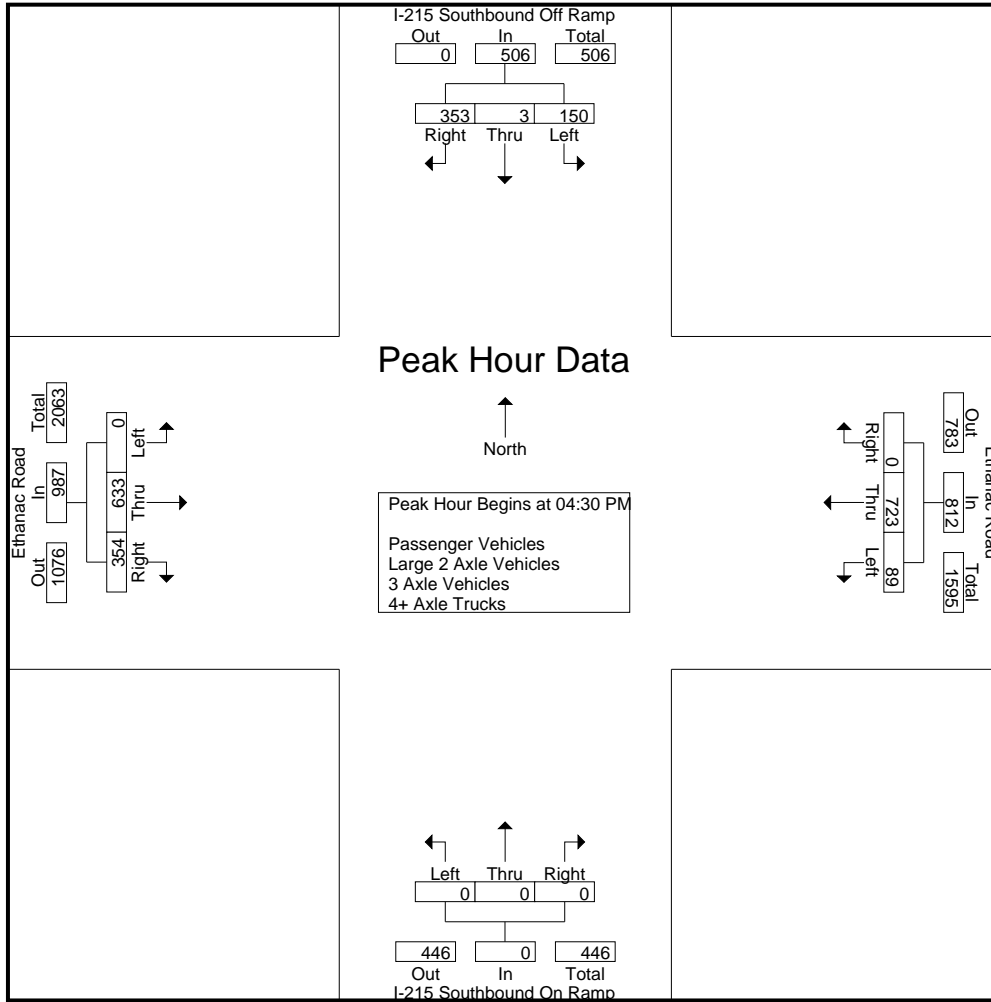 I-215 Southbound Off Ramp
Out In Total
0 506 506
353 3 150
Right Thru Left
Peak Hour Data
North
Peak Hour Begins at 04:30 PM
Passenger Vehicles
Large 2 Axle Vehicles
3 Axle Vehicles
4+ Axle Trucks
Ethanac Road
Out In Total
1076 987 2063
Left Thru Right
0 633 354
Ethanac Road
Out In Total
783 812 1595
Right Thru Left
0 723 89
Left Thru Right
0 0 0
446 0 446
Out In Total
I-215 Southbound On Ramp